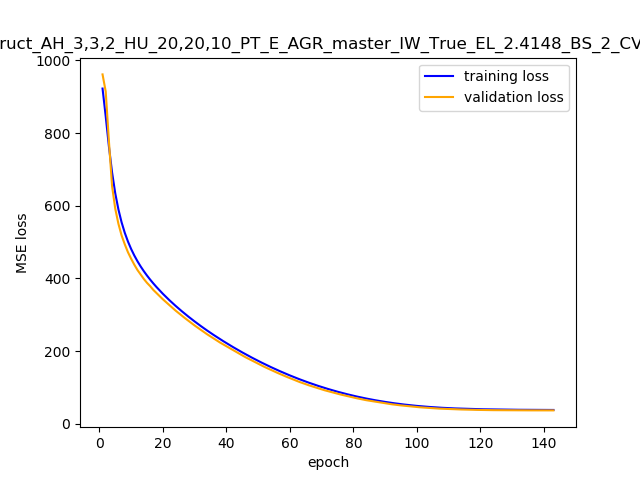 ruct_AH_3,3,2_HU_20,20,10_PT_E_AGR_master_IW_True_EL_2.4148_BS_2_CV
1000
800
600
400
200
0
MSE loss
training loss
validation loss
0 20 40 60 80 100 120 140
epoch